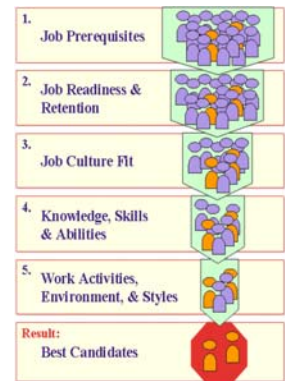 1.
Job Prerequisites
2.
Job Readiness &
Retention
3.
Job Culture Fit
4.
Knowledge, Skills
& Abilities
5.
Work Activities,
Environment, & Styles
Result:
Best Candidates